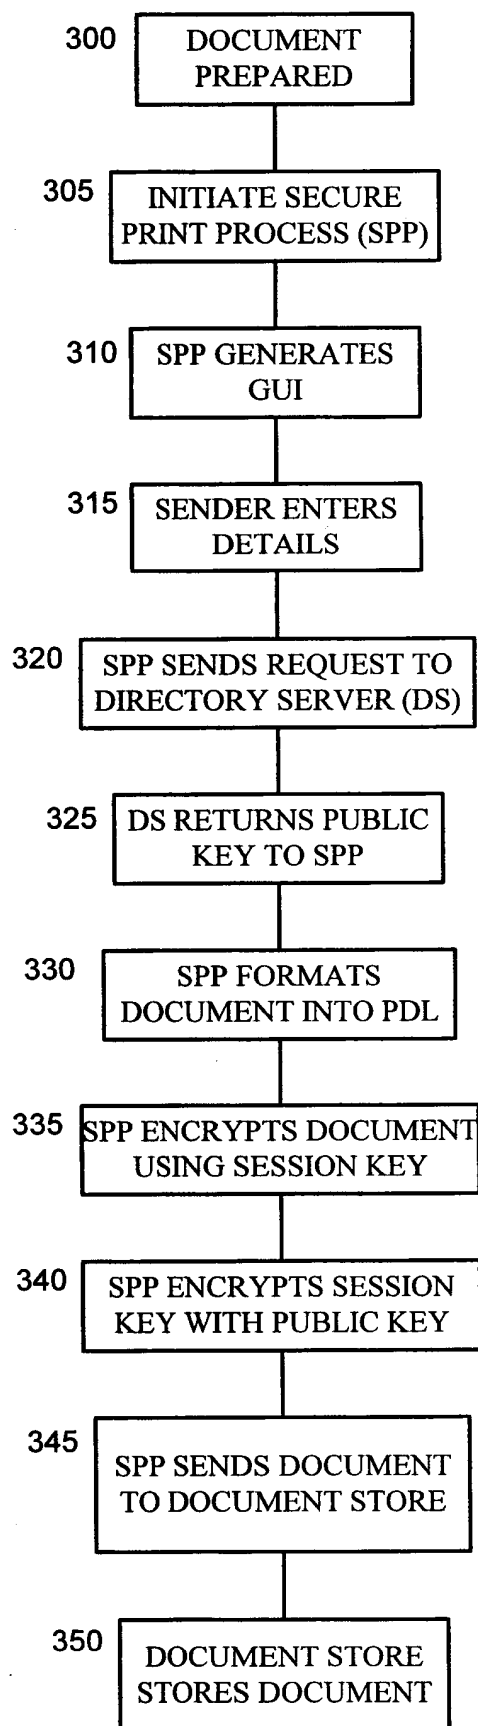 300
DOCUMENT
PREPARED
305
INITIATE SECURE
PRINT PROCESS (SPP)
310
SPP GENERATES
GUI
315
SENDER ENTERS
DETAILS
320
SPP SENDS REQUEST TO
DIRECTORY SERVER (DS)
325
DS RETURNS PUBLIC
KEY TO SPP
330
SPP FORMATS
DOCUMENT INTO PDL
335
SPP ENCRYPTS DOCUMENT
USING SESSION KEY
340
SPP ENCRYPTS SESSION
KEY WITH PUBLIC KEY
345
SPP SENDS DOCUMENT
TO DOCUMENT STORE
350
DOCUMENT STORE
STORES DOCUMENT